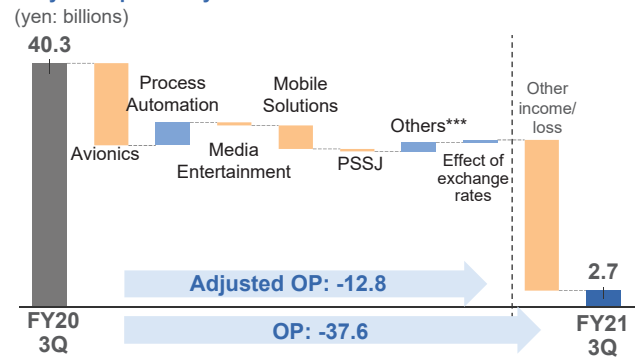 (yen: billions)
40.3
Process
Automation
Mobile
Solutions
Other
income/
loss
Avionics
Media
Entertainment
PSSJ
Others***
Effect of
exchange
rates
2.7
Adjusted OP: -12.8
OP: -37.6
FY20
3Q
FY21
3Q